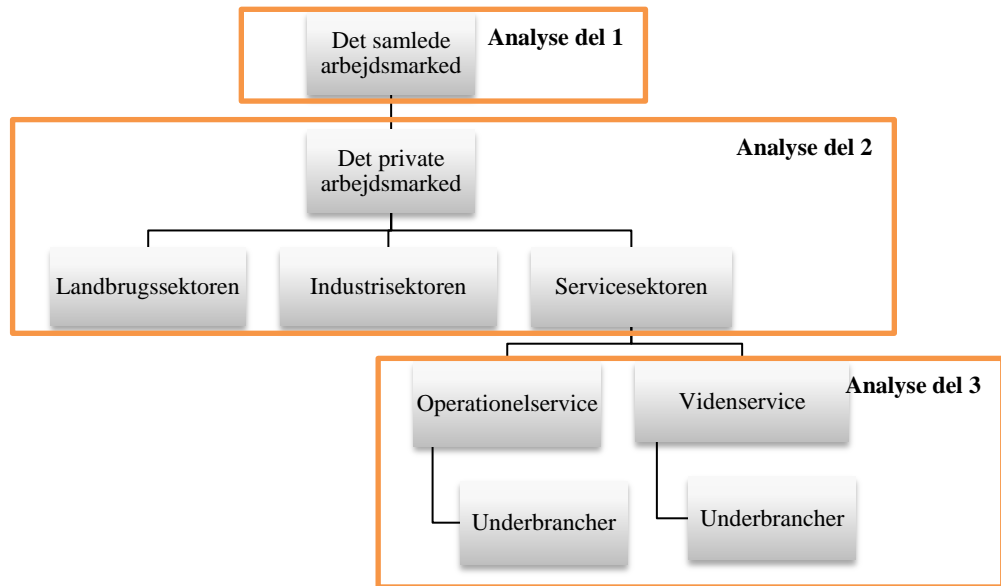 Det samlede
arbejdsmarked
Analyse del 1
Det private
arbejdsmarked
Analyse del 2
Landbrugssektoren
Industrisektoren
Servicesektoren
Operationelservice
Videnservice
Analyse del 3
Underbrancher
Underbrancher